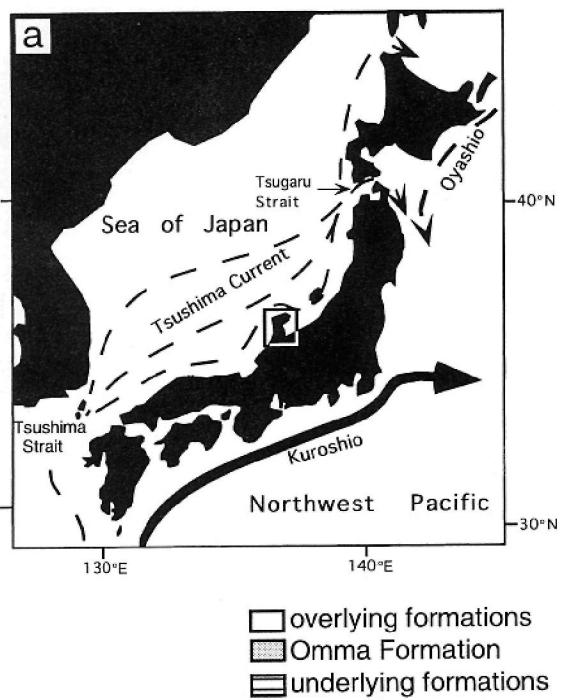 a
Tsugaru
Strait
Oyashio
40°N
Sea of Japan
Tsushima Current
Tsushima
Strait
Kuroshio
Northwest Pacific
30°N
130°E
140°E
overlying formations
Omma Formation
underlying formations